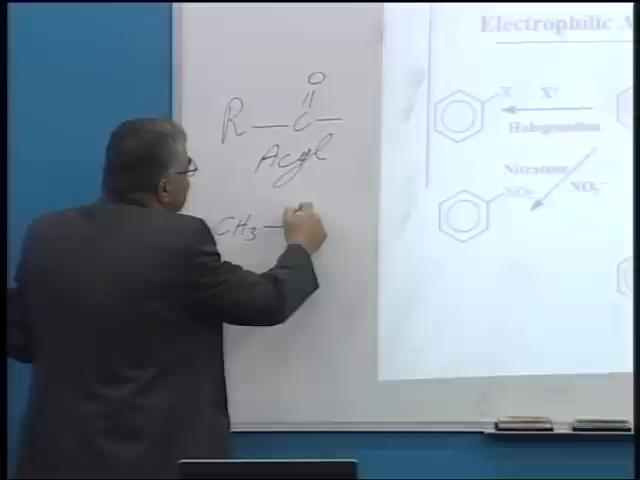 O
||
R — C —
Acyl
CH3 —
Electrophilic A
X X⁺
Halogenation
Nitration
NO2 NO2⁺